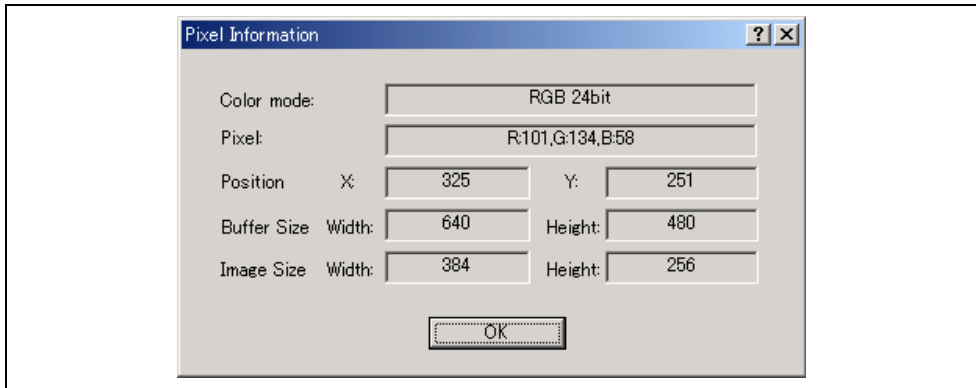 Pixel Information
Color mode: RGB 24bit
Pixel: R:101,G:134,B:58
Position X: 325 Y: 251
Buffer Size Width: 640 Height: 480
Image Size Width: 384 Height: 256
OK